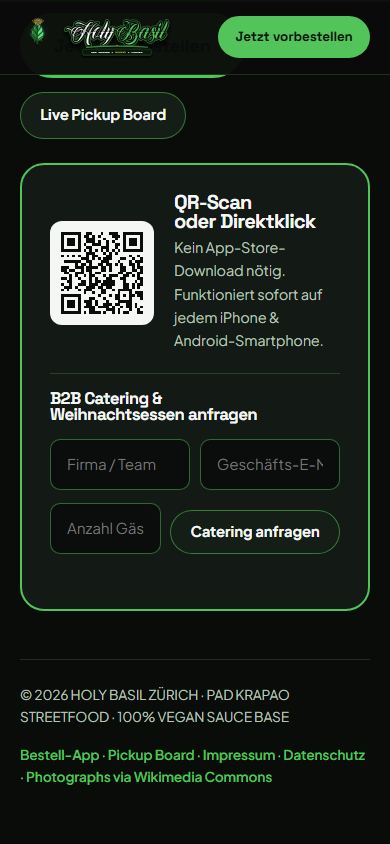 Holy Basil
Jetzt vorbestellen
Live Pickup Board
QR-Scan
oder Direktklick
Kein App-Store-
Download nötig.
Funktioniert sofort auf
jedem iPhone &
Android-Smartphone.
B2B Catering &
Weihnachtsessen anfragen
Firma / Team
Geschäfts-E-M
Anzahl Gäs
Catering anfragen
© 2026 HOLY BASIL ZÜRICH · PAD KRAPAO
STREETFOOD · 100% VEGAN SAUCE BASE
Bestell-App · Pickup Board · Impressum · Datenschutz
· Photographs via Wikimedia Commons